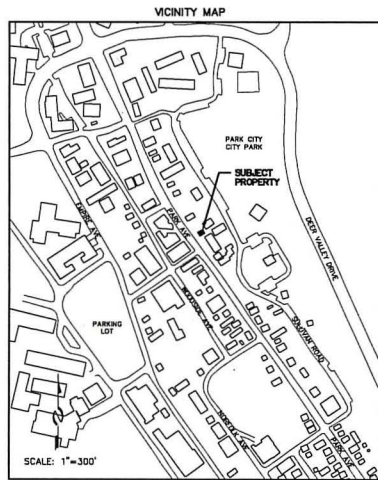 VICINITY MAP
PARK CITY
CITY PARK
SUBJECT
PROPERTY
DEER VALLEY DRIVE
EMPIRE AVE
PARK AVE
WOODSIDE AVE
PARKING
LOT
SULLIVAN ROAD
NORFOLK AVE
PARK AVE
SCALE: 1"=300'